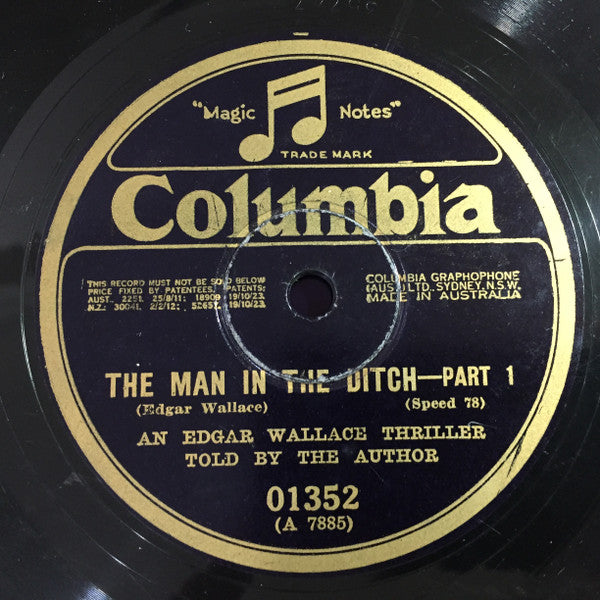 "Magic Notes"
TRADE MARK
Columbia
THIS RECORD MUST NOT BE SOLD BELOW
PRICE FIXED BY PATENTEES, PATENTS:
AUST. 2251. 25/8/11; 18909 19/10/23.
N.Z.: 30041. 2/2/12; 52657. 19/10/23.
COLUMBIA GRAPHOPHONE
(AUS.) LTD., SYDNEY, N.S.W.
MADE IN AUSTRALIA
THE MAN IN THE DITCH—PART 1
(Edgar Wallace) (Speed 78)
AN EDGAR WALLACE THRILLER
TOLD BY THE AUTHOR
01352
(A 7885)